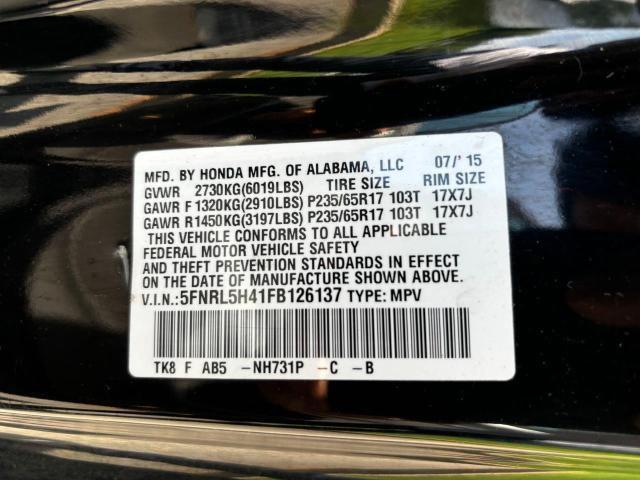 MFD. BY HONDA MFG. OF ALABAMA, LLC 07/'15
GVWR 2730KG(6019LBS) TIRE SIZE RIM SIZE
GAWR F 1320KG(2910LBS) P235/65R17 103T 17X7J
GAWR R 1450KG(3197LBS) P235/65R17 103T 17X7J
THIS VEHICLE CONFORMS TO ALL APPLICABLE
FEDERAL MOTOR VEHICLE SAFETY
AND THEFT PREVENTION STANDARDS IN EFFECT
ON THE DATE OF MANUFACTURE SHOWN ABOVE.
V.I.N.:5FNRL5H41FB126137 TYPE: MPV
TK8 F AB5 -NH731P -C -B